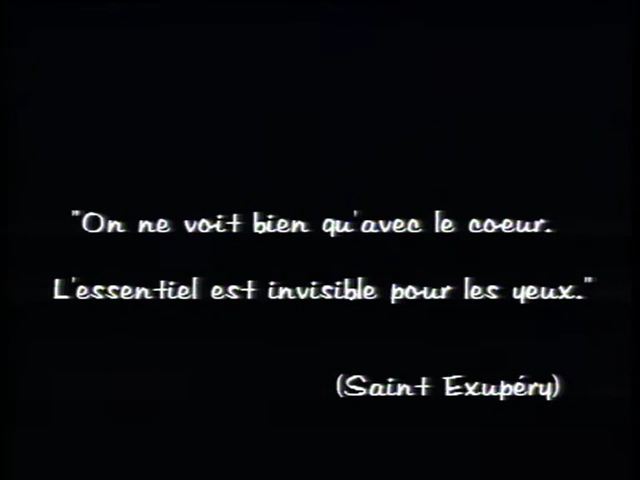 "On ne voit bien qu'avec le coeur.
L'essentiel est invisible pour les yeux."
(Saint Exupéry)